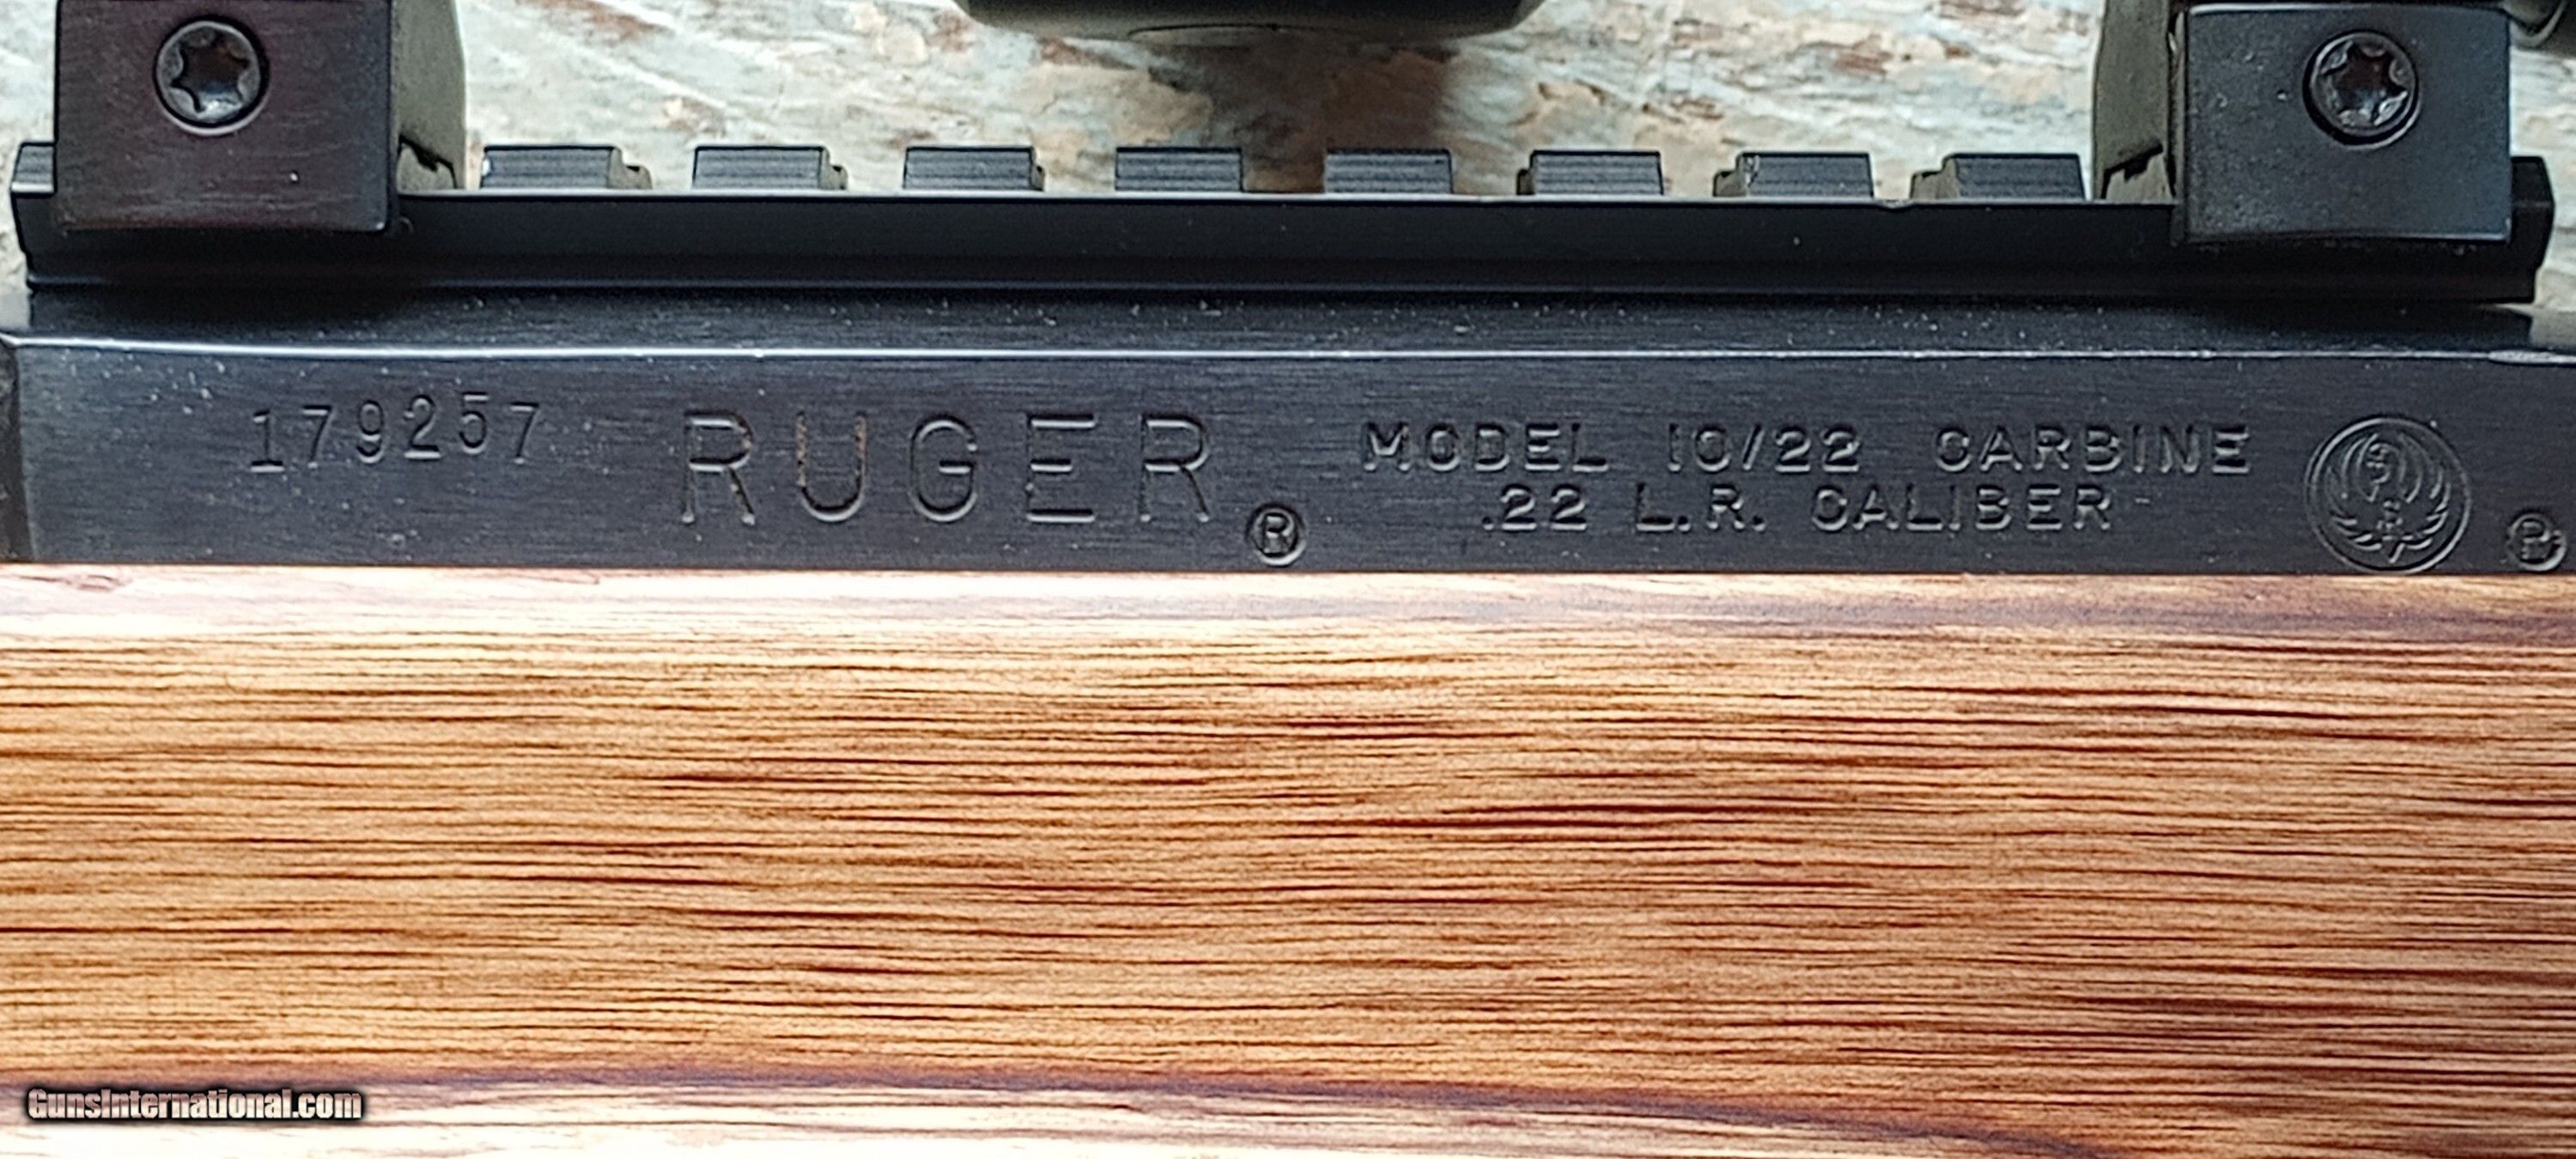 179257 RUGER ® MODEL 10/22 CARBINE
.22 L.R. CALIBER
®
GunsInternational.com